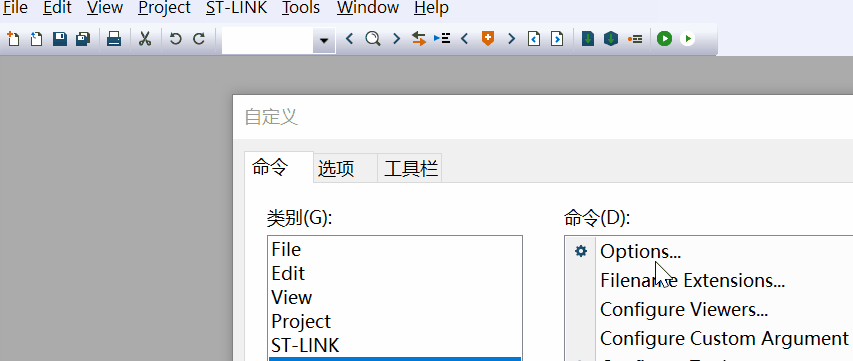 File Edit View Project ST-LINK Tools Window Help
自定义
命令 选项 工具栏
类别(G): 命令(D):
File
Edit
View
Project
ST-LINK
Options...
Filename Extensions...
Configure Viewers...
Configure Custom Argument